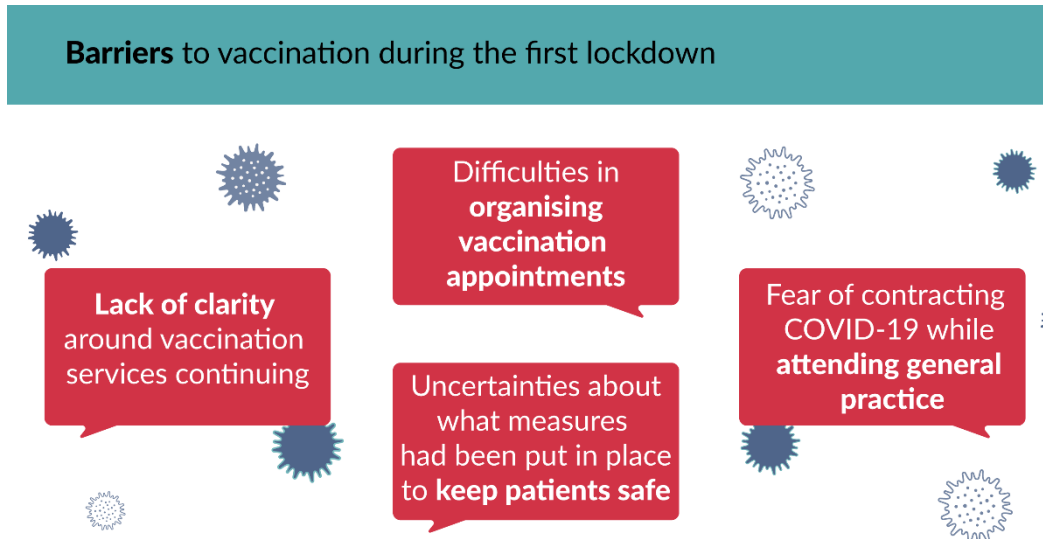 Barriers to vaccination during the first lockdown
Difficulties in
organising
vaccination
appointments
Lack of clarity
around vaccination
services continuing
Uncertainties about
what measures
had been put in place
to keep patients safe
Fear of contracting
COVID-19 while
attending general
practice